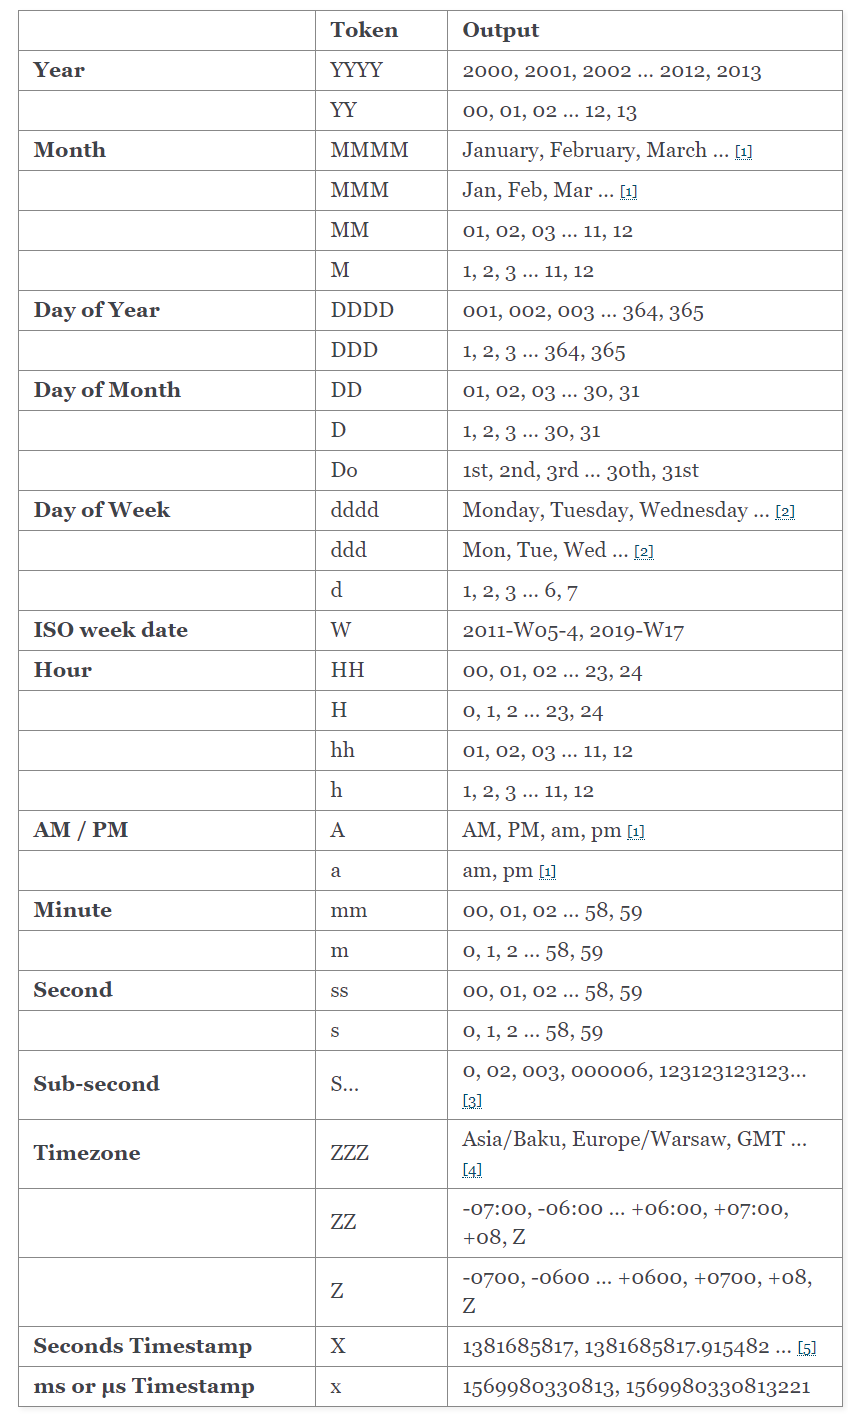 Token Output
Year YYYY 2000, 2001, 2002 ... 2012, 2013
YY 00, 01, 02 ... 12, 13
Month MMMM January, February, March ... [1]
MMM Jan, Feb, Mar ... [1]
MM 01, 02, 03 ... 11, 12
M 1, 2, 3 ... 11, 12
Day of Year DDDD 001, 002, 003 ... 364, 365
DDD 1, 2, 3 ... 364, 365
Day of Month DD 01, 02, 03 ... 30, 31
D 1, 2, 3 ... 30, 31
Do 1st, 2nd, 3rd ... 30th, 31st
Day of Week dddd Monday, Tuesday, Wednesday ... [2]
ddd Mon, Tue, Wed ... [2]
d 1, 2, 3 ... 6, 7
ISO week date W 2011-W05-4, 2019-W17
Hour HH 00, 01, 02 ... 23, 24
H 0, 1, 2 ... 23, 24
hh 01, 02, 03 ... 11, 12
h 1, 2, 3 ... 11, 12
AM / PM A AM, PM, am, pm [1]
a am, pm [1]
Minute mm 00, 01, 02 ... 58, 59
m 0, 1, 2 ... 58, 59
Second ss 00, 01, 02 ... 58, 59
s 0, 1, 2 ... 58, 59
Sub-second S... 0, 02, 003, 000006, 123123123123...
[3]
Timezone ZZZ Asia/Baku, Europe/Warsaw, GMT ...
[4]
ZZ -07:00, -06:00 ... +06:00, +07:00,
+08, Z
Z -0700, -0600 ... +0600, +0700, +08,
Z
Seconds Timestamp X 1381685817, 1381685817.915482 ... [5]
ms or µs Timestamp x 1569980330813, 1569980330813221